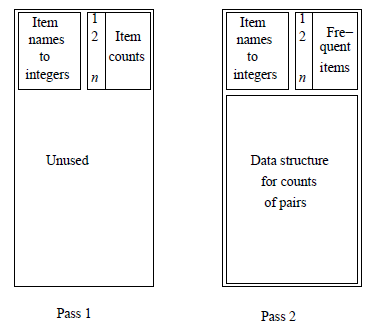 Item
names
to
integers
1
2
n
Item
counts
Unused
Pass 1
Item
names
to
integers
1
2
n
Fre–
quent
items
Data structure
for counts
of pairs
Pass 2